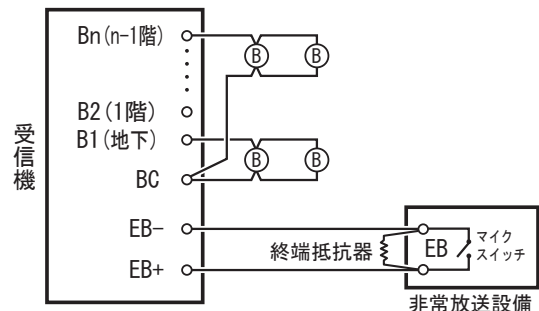 受信機
Bn(n-1階)
B2(1階)
B1(地下)
BC
EB-
EB+
B
B
B
B
終端抵抗器
EB
マイク
スイッチ
非常放送設備